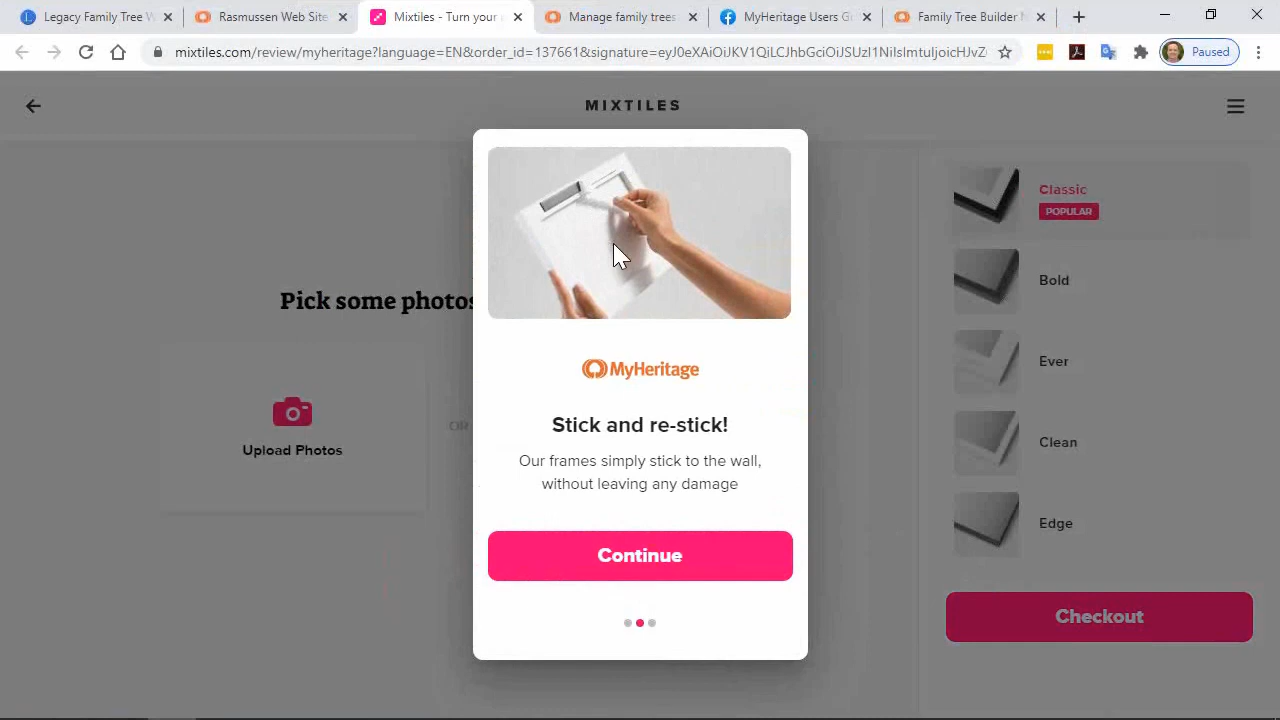 Legacy Family Tree W
Rasmussen Web Site
Mixtiles - Turn your
Manage family trees
MyHeritage Users G
Family Tree Builder
mixtiles.com/review/myheritage?language=EN&order_id=137661&signature=eyJ0eXAiOiJKV1QiLCJhbGciOiJSUzI1NiIsImtuIjoicHJvZ
Paused
MIXTILES
Pick some photos
Upload Photos
OR
MyHeritage
Stick and re-stick!
Our frames simply stick to the wall,
without leaving any damage
Continue
Classic
POPULAR
Bold
Ever
Clean
Edge
Checkout